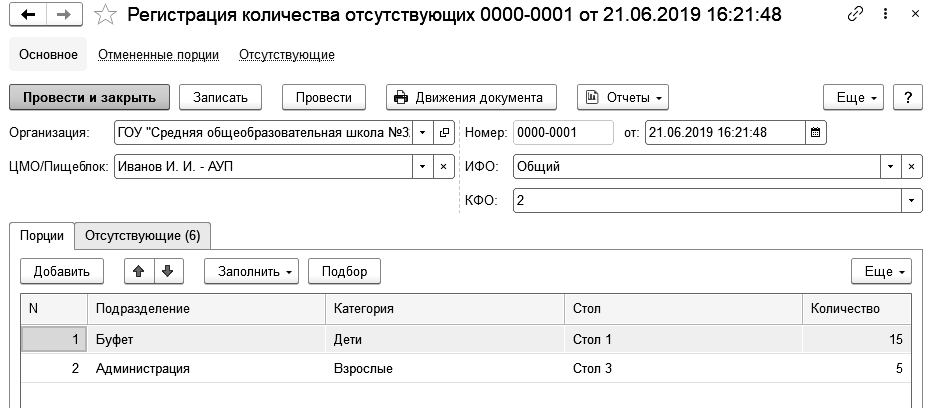 Регистрация количества отсутствующих 0000-0001 от 21.06.2019 16:21:48
Основное Отмененные порции Отсутствующие
Провести и закрыть Записать Провести Движения документа Отчеты Еще ?
Организация: ГОУ "Средняя общеобразовательная школа №3 Номер: 0000-0001 от: 21.06.2019 16:21:48
ЦМО/Пищеблок: Иванов И. И. - АУП ИФО: Общий
КФО: 2
Порции Отсутствующие (6)
Добавить Заполнить Подбор Еще
N Подразделение Категория Стол Количество
1 Буфет Дети Стол 1 15
2 Администрация Взрослые Стол 3 5